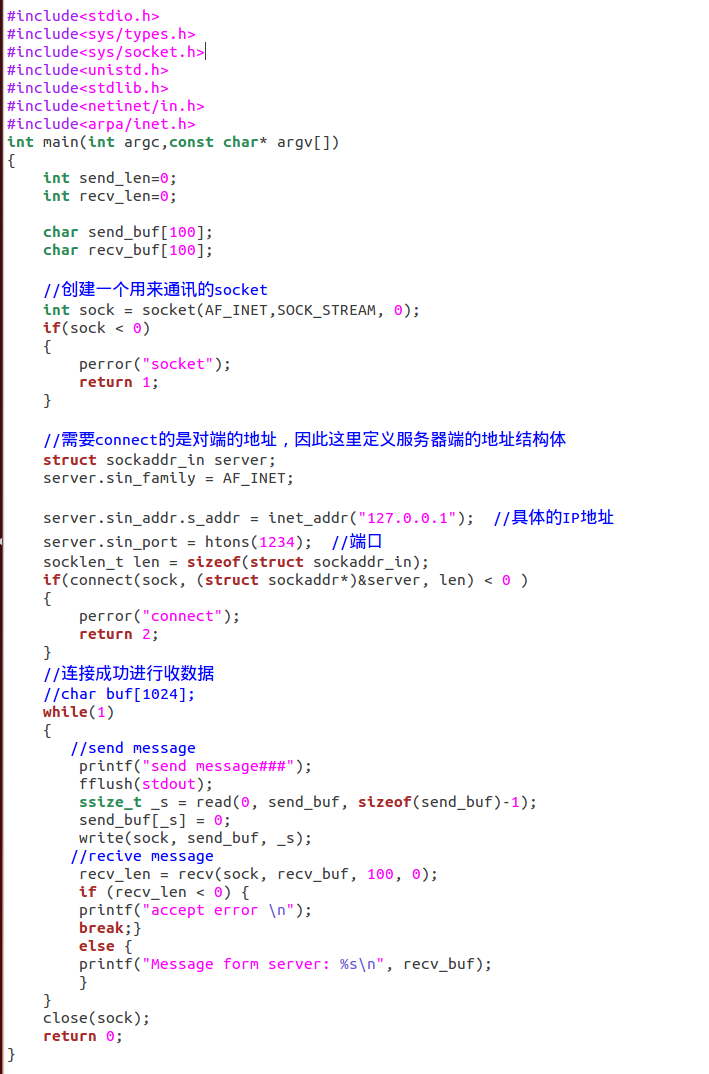 #include<stdio.h>
#include<sys/types.h>
#include<sys/socket.h>
#include<unistd.h>
#include<stdlib.h>
#include<netinet/in.h>
#include<arpa/inet.h>
int main(int argc,const char* argv[])
{
    int send_len=0;
    int recv_len=0;

    char send_buf[100];
    char recv_buf[100];

    //创建一个用来通讯的socket
    int sock = socket(AF_INET,SOCK_STREAM, 0);
    if(sock < 0)
    {
        perror("socket");
        return 1;
    }

    //需要connect的是对端的地址，因此这里定义服务器端的地址结构体
    struct sockaddr_in server;
    server.sin_family = AF_INET;

    server.sin_addr.s_addr = inet_addr("127.0.0.1");  //具体的IP地址
    server.sin_port = htons(1234);  //端口
    socklen_t len = sizeof(struct sockaddr_in);
    if(connect(sock, (struct sockaddr*)&server, len) < 0 )
    {
        perror("connect");
        return 2;
    }
    //连接成功进行收数据
    //char buf[1024];
    while(1)
    {
       //send message
        printf("send message###");
        fflush(stdout);
        ssize_t _s = read(0, send_buf, sizeof(send_buf)-1);
        send_buf[_s] = 0;
        write(sock, send_buf, _s);
       //recive message
        recv_len = recv(sock, recv_buf, 100, 0);
        if (recv_len < 0) {
        printf("accept error \n");
        break;}
        else {
        printf("Message form server: %s\n", recv_buf);
        }
    }
    close(sock);
    return 0;
}